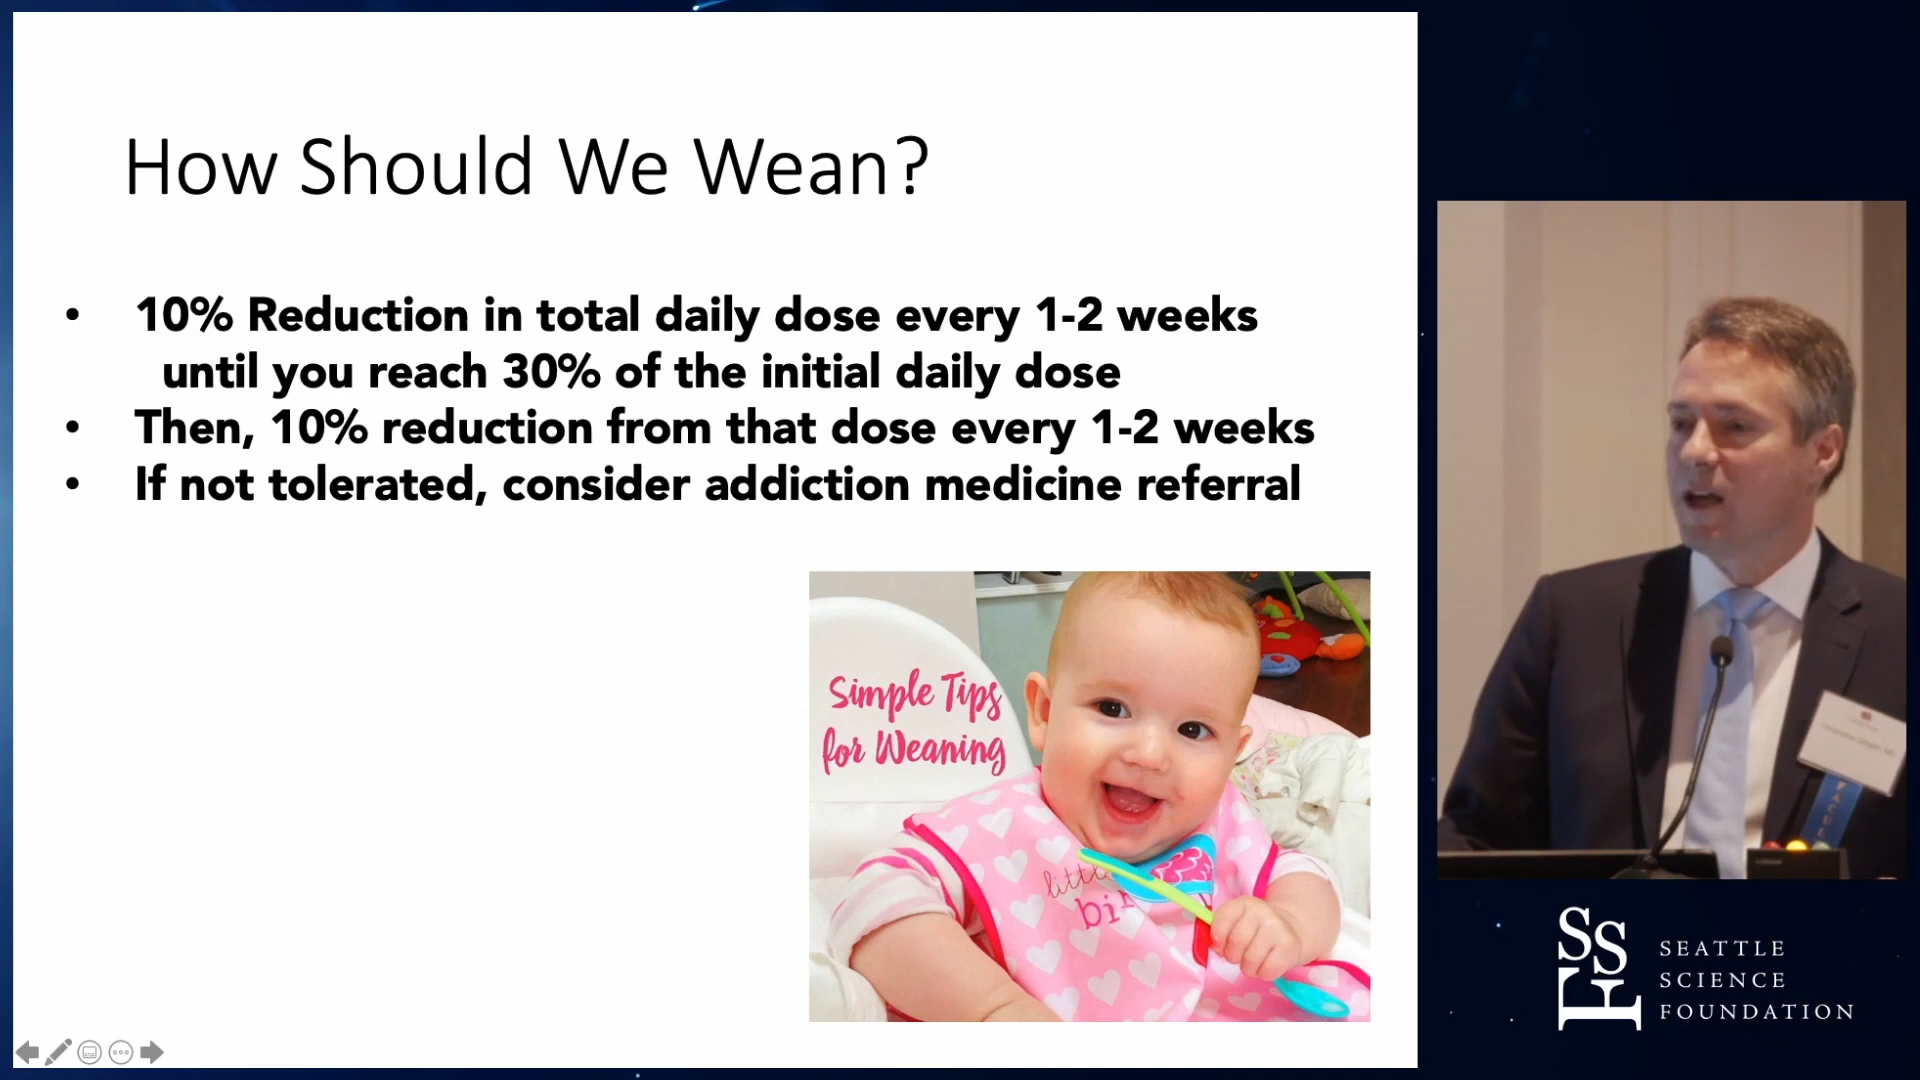 How Should We Wean?
• 10% Reduction in total daily dose every 1-2 weeks
until you reach 30% of the initial daily dose
• Then, 10% reduction from that dose every 1-2 weeks
• If not tolerated, consider addiction medicine referral
Simple Tips
for Weaning
SSF
SEATTLE
SCIENCE
FOUNDATION